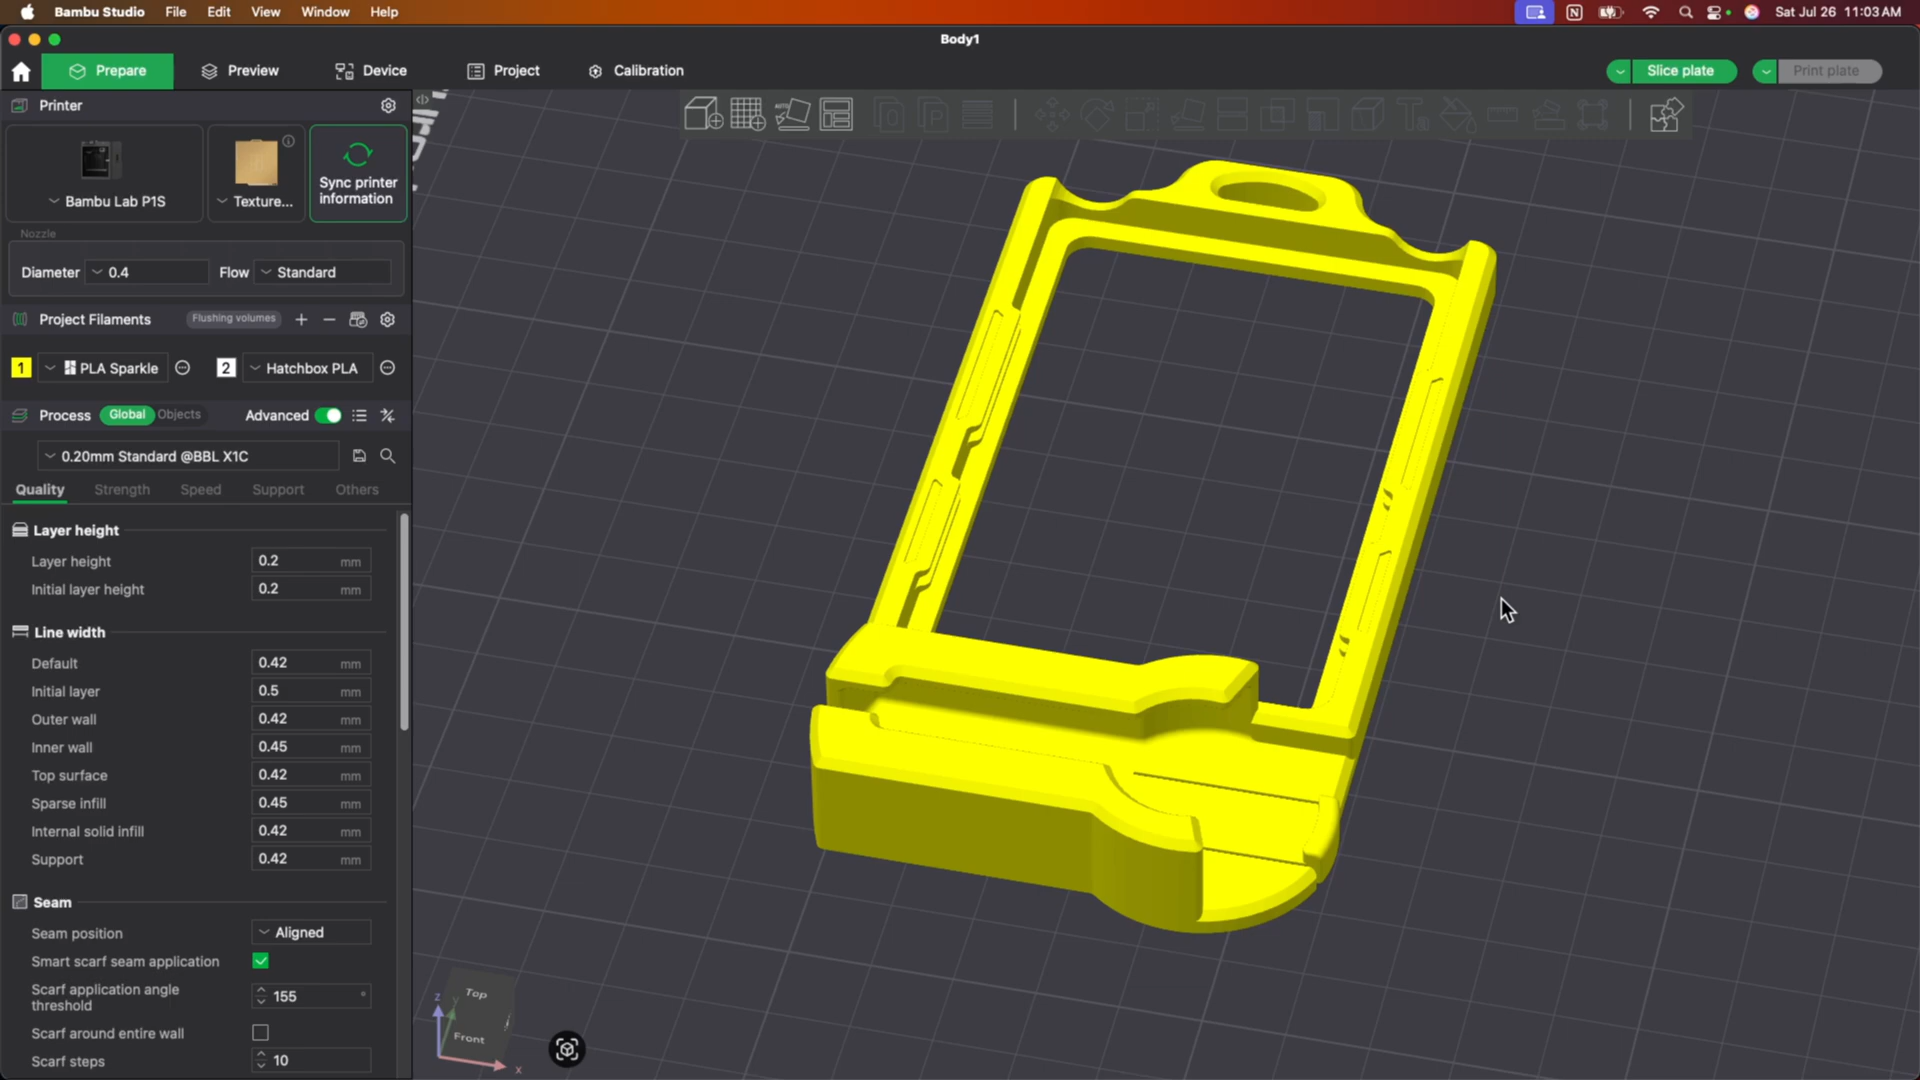 Bambu Studio File Edit View Window Help Sat Jul 26 11:03 AM
Body1
Prepare Preview Device Project Calibration Slice plate Print plate
Printer
Bambu Lab P1S
Texture...
Sync printer
information
Nozzle
Diameter 0.4 Flow Standard
Project Filaments Flushing volumes
1 PLA Sparkle 2 Hatchbox PLA
Process Global Objects Advanced
0.20mm Standard @BBL X1C
Quality Strength Speed Support Others
Layer height
Layer height 0.2 mm
Initial layer height 0.2 mm
Line width
Default 0.42 mm
Initial layer 0.5 mm
Outer wall 0.42 mm
Inner wall 0.45 mm
Top surface 0.42 mm
Sparse infill 0.45 mm
Internal solid infill 0.42 mm
Support 0.42 mm
Seam
Seam position Aligned
Smart scarf seam application
Scarf application angle
threshold 155 °
Scarf around entire wall
Scarf steps 10
Top
Front
z
y
x